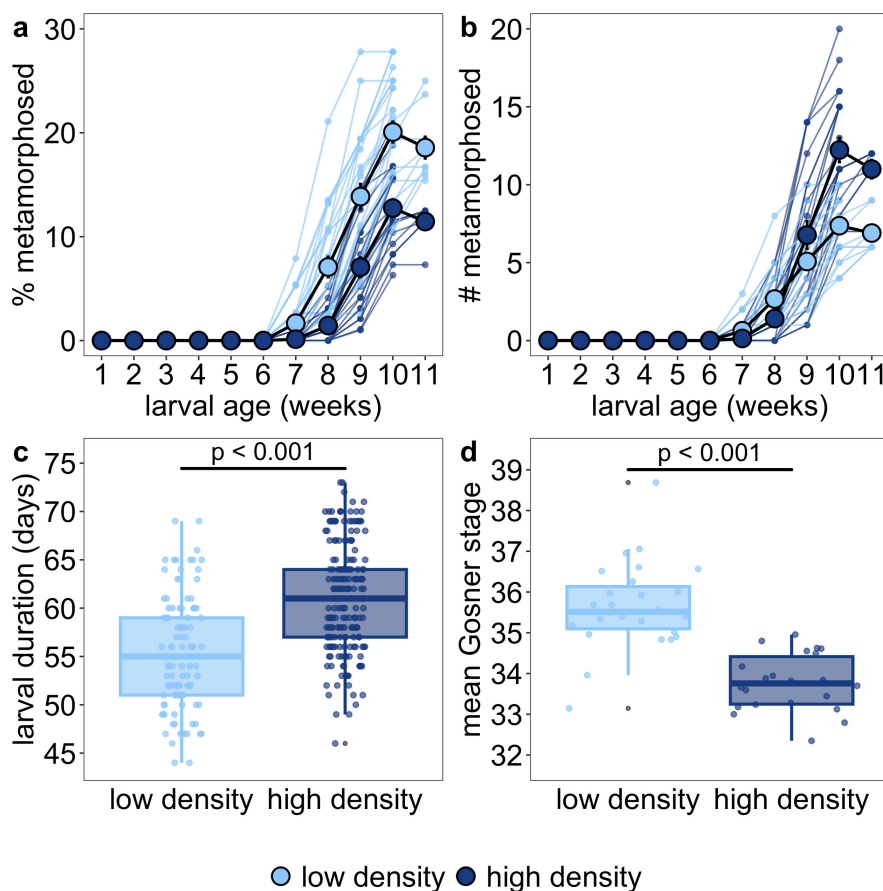 a
30
20
10
0
% metamorphosed
1 2 3 4 5 6 7 8 9 10 11
larval age (weeks)
b
20
15
10
5
0
# metamorphosed
1 2 3 4 5 6 7 8 9 10 11
larval age (weeks)
c
p < 0.001
75
70
65
60
55
50
45
larval duration (days)
low density high density
d
p < 0.001
39
38
37
36
35
34
33
32
mean Gosner stage
low density high density
low density high density